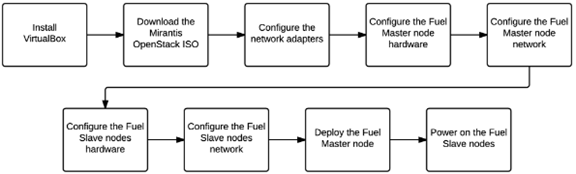 Install
VirtualBox
Download the
Mirantis
OpenStack ISO
Configure the
network adapters
Configure the Fuel
Master node
hardware
Configure the Fuel
Master node
network
Configure the Fuel
Slave nodes
hardware
Configure the Fuel
Slave nodes
network
Deploy the Fuel
Master node
Power on the Fuel
Slave nodes